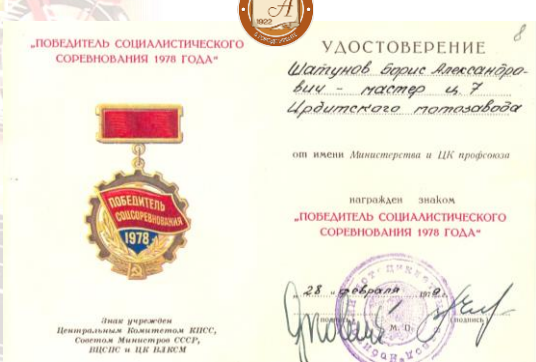 А
1922
„ПОБЕДИТЕЛЬ СОЦИАЛИСТИЧЕСКОГО
СОРЕВНОВАНИЯ 1978 ГОДА“
ПОБЕДИТЕЛЬ
СОЦСОРЕВНОВАНИЯ
1978
Знак учрежден
Центральным Комитетом КПСС,
Советом Министров СССР,
ВЦСПС и ЦК ВЛКСМ
8
УДОСТОВЕРЕНИЕ
Шатунов Борис Александро-
вич - мастер ц. 7
Ирбитского мотозавода
от имени Министерства и ЦК профсоюза
награжден знаком
„ПОБЕДИТЕЛЬ СОЦИАЛИСТИЧЕСКОГО
СОРЕВНОВАНИЯ 1978 ГОДА“
28 февраля 1979
М. П.